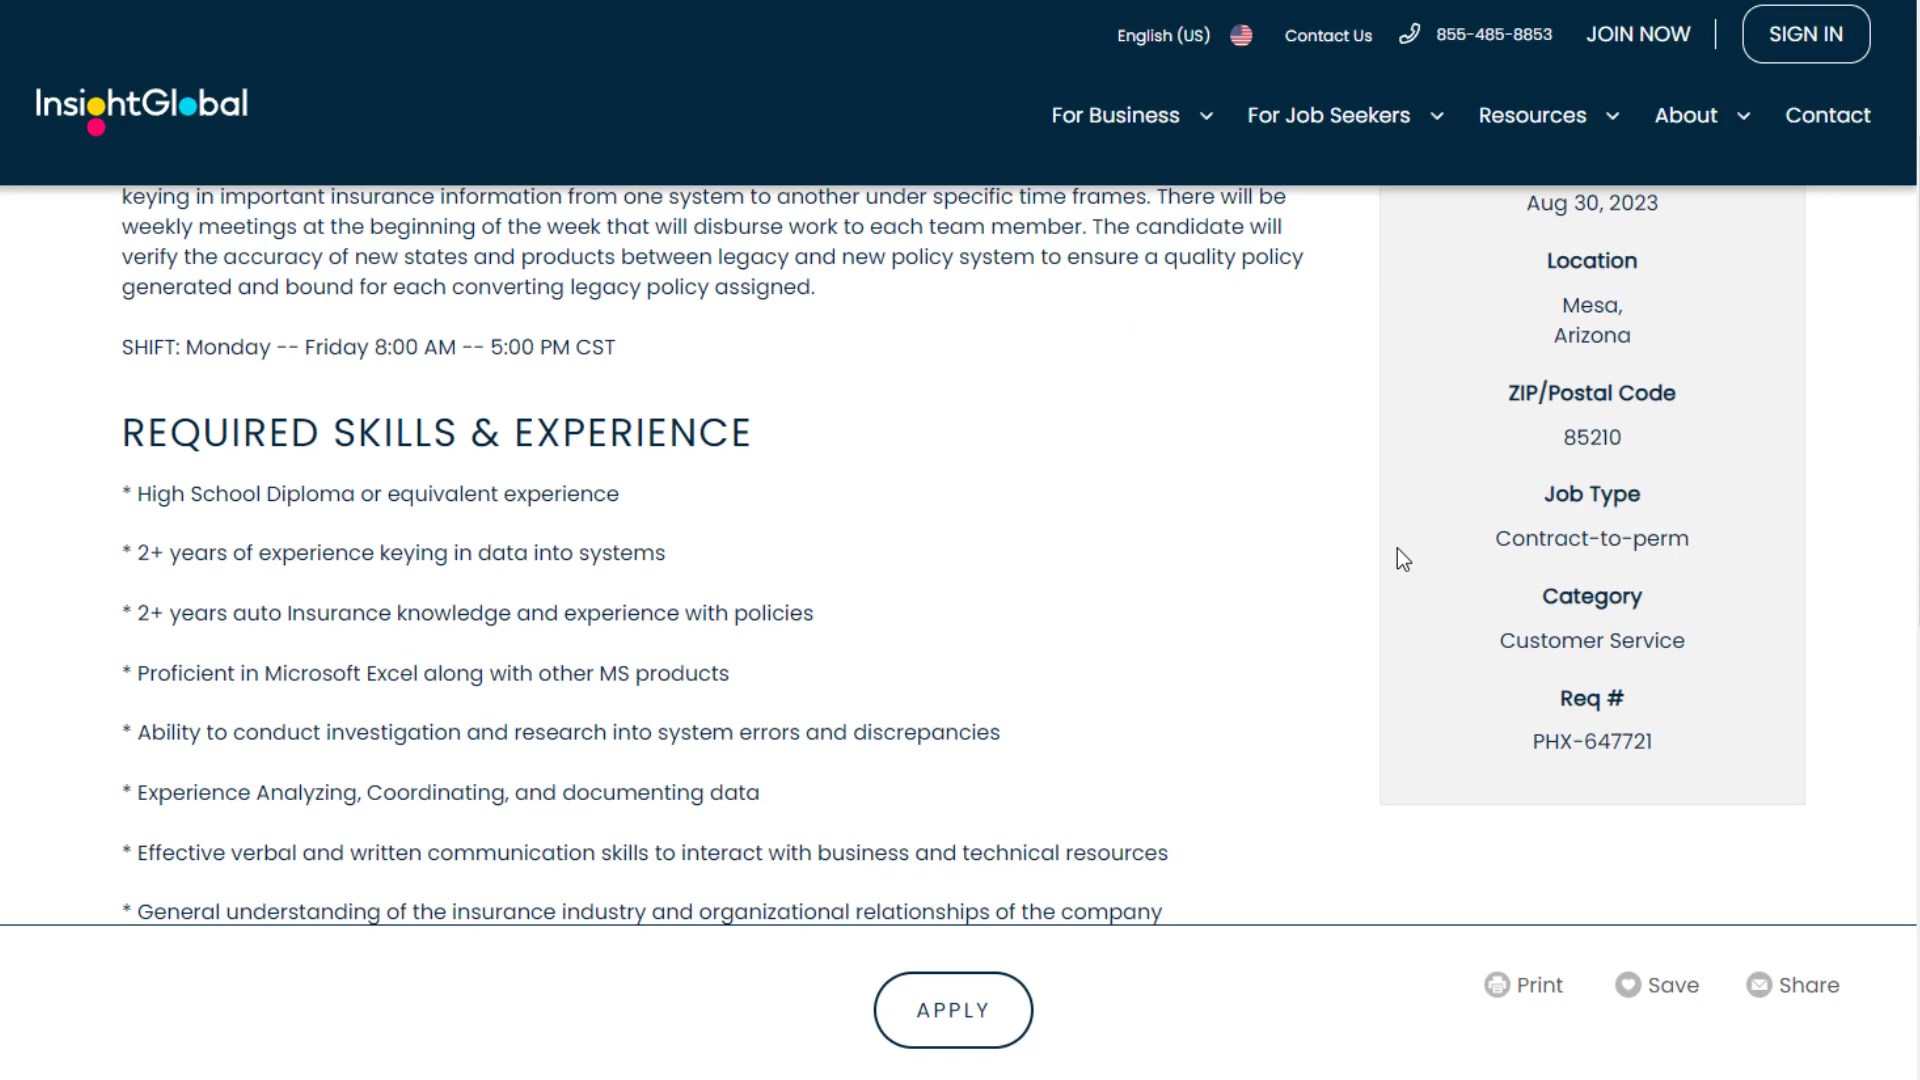 English (US)
Contact Us
855-485-8853
JOIN NOW
SIGN IN
InsightGlobal
For Business
For Job Seekers
Resources
About
Contact
keying in important insurance information from one system to another under specific time frames. There will be
weekly meetings at the beginning of the week that will disburse work to each team member. The candidate will
verify the accuracy of new states and products between legacy and new policy system to ensure a quality policy
generated and bound for each converting legacy policy assigned.
SHIFT: Monday -- Friday 8:00 AM -- 5:00 PM CST
REQUIRED SKILLS & EXPERIENCE
* High School Diploma or equivalent experience
* 2+ years of experience keying in data into systems
* 2+ years auto Insurance knowledge and experience with policies
* Proficient in Microsoft Excel along with other MS products
* Ability to conduct investigation and research into system errors and discrepancies
* Experience Analyzing, Coordinating, and documenting data
* Effective verbal and written communication skills to interact with business and technical resources
* General understanding of the insurance industry and organizational relationships of the company
Aug 30, 2023
Location
Mesa,
Arizona
ZIP/Postal Code
85210
Job Type
Contract-to-perm
Category
Customer Service
Req #
PHX-647721
APPLY
Print
Save
Share